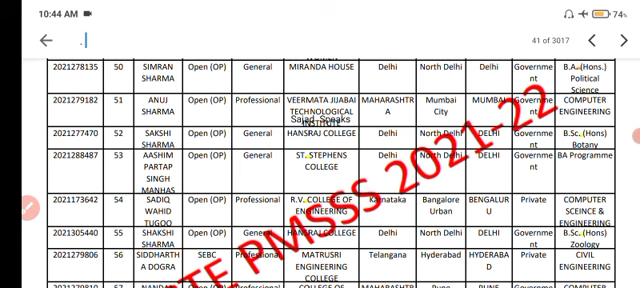 10:44 AM
74%
.
41 of 3017
2021278135 50 SIMRAN SHARMA Open (OP) General MIRANDA HOUSE Delhi North Delhi Delhi Government B.A.(Hons.) Political Science
2021279182 51 ANUJ SHARMA Open (OP) Professional VEERMATA JIJABAI TECHNOLOGICAL INSTITUTE MAHARASHTRA Mumbai City MUMBAI Government COMPUTER ENGINEERING
Sajad Speaks
2021277470 52 SAKSHI SHARMA Open (OP) General HANSRAJ COLLEGE Delhi North Delhi DELHI Government B.Sc. (Hons) Botany
2021288487 53 AASHIM PARTAP SINGH MANHAS Open (OP) General ST. STEPHENS COLLEGE Delhi North Delhi DELHI Government BA Programme
2021173642 54 SADIQ WAHID TUGOO Open (OP) Professional R.V. COLLEGE OF ENGINEERING Karnataka Bangalore Urban BENGALURU Private COMPUTER SCEINCE & ENGINEERING
2021305440 55 SHAKSHI SHARMA Open (OP) General HANSRAJ COLLEGE Delhi North Delhi DELHI Government B.Sc. (Hons) Zoology
2021279806 56 SIDDHARTHA DOGRA SEBC Professional MATRUSRI ENGINEERING COLLEGE Telangana Hyderabad HYDERABAD Private CIVIL ENGINEERING
PMSSS 2021-22